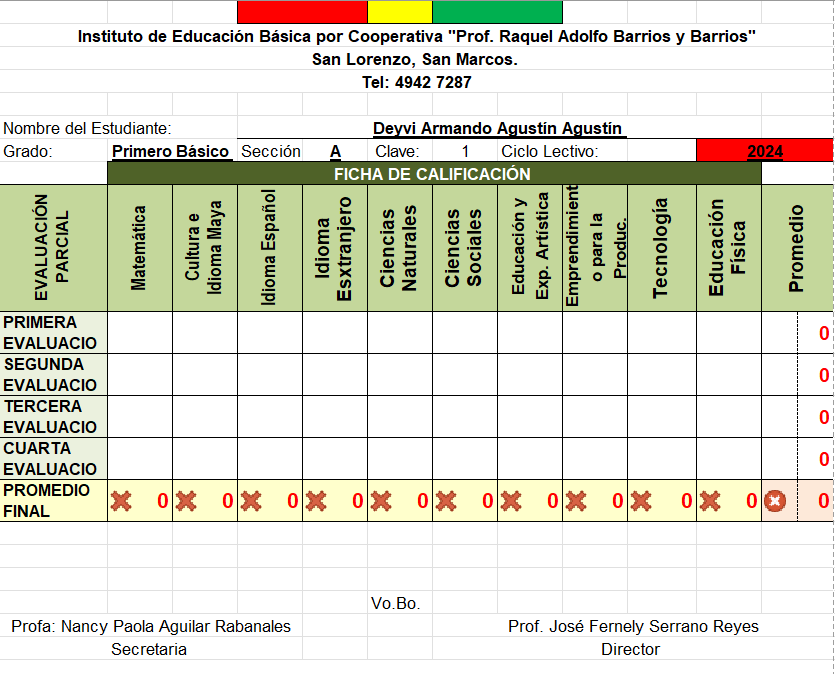 Instituto de Educación Básica por Cooperativa "Prof. Raquel Adolfo Barrios y Barrios"
San Lorenzo, San Marcos.
Tel: 4942 7287
Nombre del Estudiante: Deyvi Armando Agustín Agustín
Grado: Primero Básico Sección A Clave: 1 Ciclo Lectivo: 2024
FICHA DE CALIFICACIÓN
EVALUACIÓN
PARCIAL
Matemática
Cultura e
Idioma Maya
Idioma Español
Idioma
Esxtranjero
Ciencias
Naturales
Ciencias
Sociales
Educación y
Exp. Artística
Emprendimient
o para la
Produc.
Tecnología
Educación
Física
Promedio
PRIMERA
EVALUACIO 0
SEGUNDA
EVALUACIO 0
TERCERA
EVALUACIO 0
CUARTA
EVALUACIO 0
PROMEDIO
FINAL 0 0 0 0 0 0 0 0 0 0 0
Vo.Bo.
Profa: Nancy Paola Aguilar Rabanales Prof. José Fernely Serrano Reyes
Secretaria Director